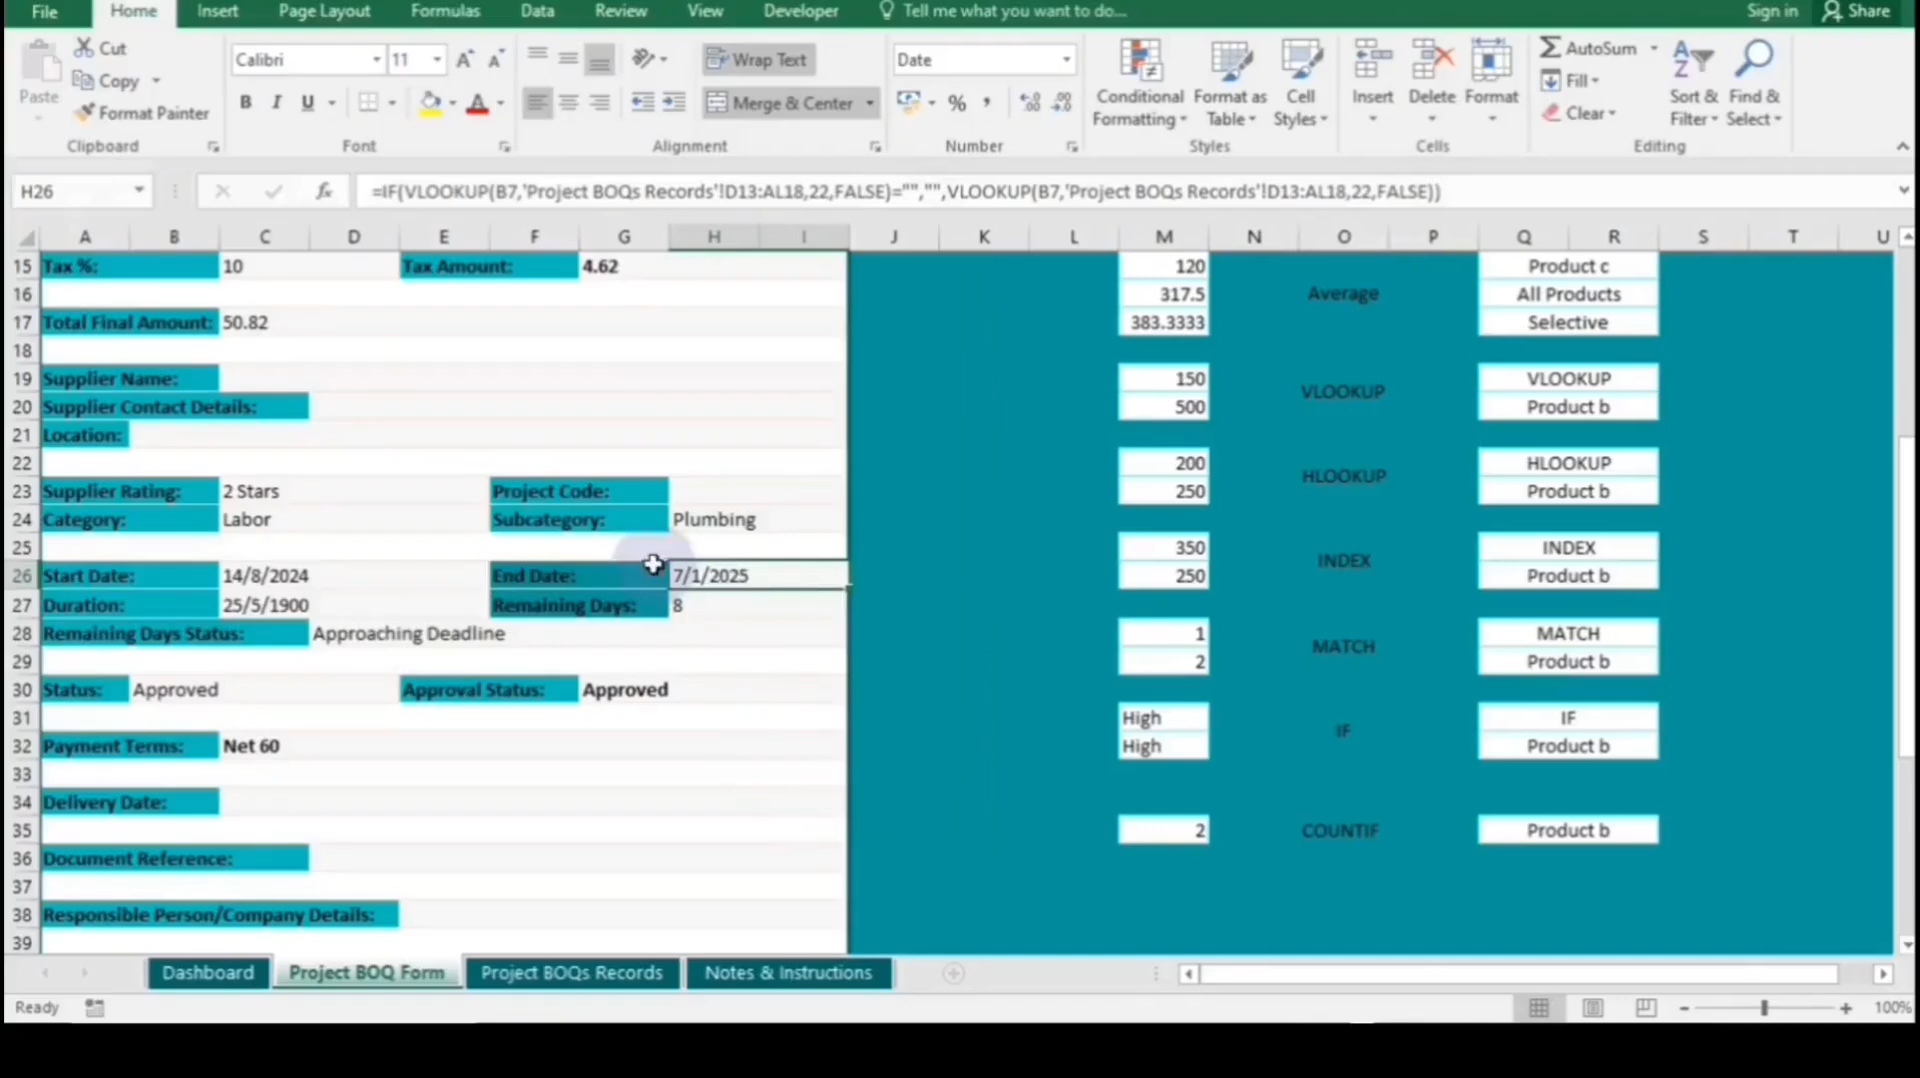 File Home Insert Page Layout Formulas Data Review View Developer Tell me what you want to do... Sign in Share
Paste
Cut
Copy
Format Painter
Clipboard
Calibri 11 A A
B I U A
Font
Wrap Text
Merge & Center
Alignment
Date
% ,
Number
Conditional Formatting
Format as Table
Cell Styles
Styles
Insert Delete Format
Cells
AutoSum
Fill
Clear
Sort & Filter
Find & Select
Editing
H26 fx =IF(VLOOKUP(B7,'Project BOQs Records'!D13:AL18,22,FALSE)="","",VLOOKUP(B7,'Project BOQs Records'!D13:AL18,22,FALSE))
A B C D E F G H I J K L M N O P Q R S T U
15 Tax %: 10 Tax Amount: 4.62 120 Product c
16 317.5 Average All Products
17 Total Final Amount: 50.82 383.3333 Selective
18
19 Supplier Name: 150 VLOOKUP VLOOKUP
20 Supplier Contact Details: 500 Product b
21 Location:
22 200 HLOOKUP HLOOKUP
23 Supplier Rating: 2 Stars Project Code: 250 Product b
24 Category: Labor Subcategory: Plumbing
25 350 INDEX INDEX
26 Start Date: 14/8/2024 End Date: 7/1/2025 250 Product b
27 Duration: 25/5/1900 Remaining Days: 8
28 Remaining Days Status: Approaching Deadline 1 MATCH MATCH
29 2 Product b
30 Status: Approved Approval Status: Approved
31 High IF IF
32 Payment Terms: Net 60 High Product b
33
34 Delivery Date:
35 2 COUNTIF Product b
36 Document Reference:
37
38 Responsible Person/Company Details:
39
Dashboard Project BOQ Form Project BOQs Records Notes & Instructions
Ready 100%